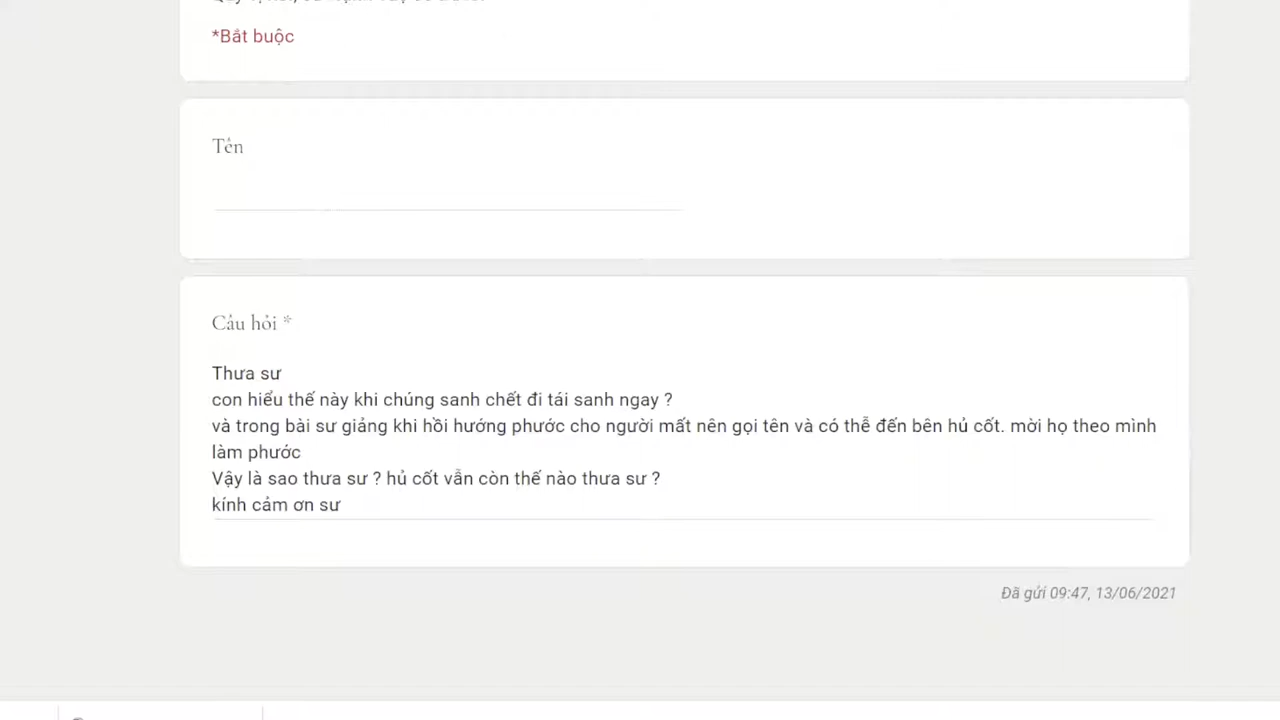 *Bắt buộc
Tên
Câu hỏi *
Thưa sư
con hiểu thế này khi chúng sanh chết đi tái sanh ngay ?
và trong bài sư giảng khi hồi hướng phước cho người mất nên gọi tên và có thễ đến bên hủ cốt. mời họ theo mình
làm phước
Vậy là sao thưa sư ? hủ cốt vẫn còn thế nào thưa sư ?
kính cảm ơn sư
Đã gửi 09:47, 13/06/2021